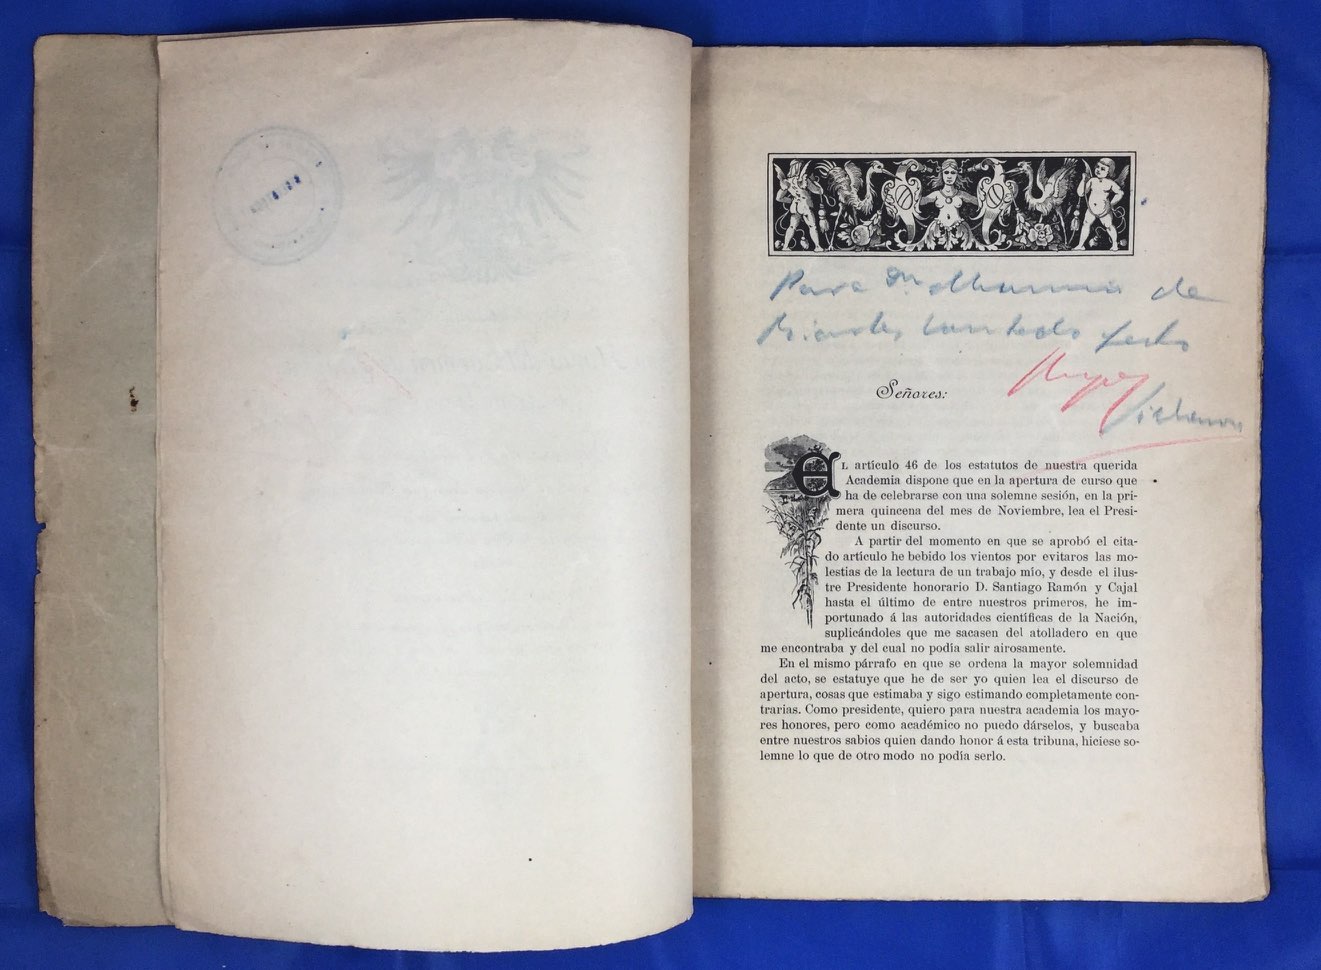 Para
de
Señores:
EL artículo 46 de los estatutos de nuestra querida
Academia dispone que en la apertura de curso que
ha de celebrarse con una solemne sesión, en la pri-
mera quincena del mes de Noviembre, lea el Presi-
dente un discurso.
A partir del momento en que se aprobó el cita-
do artículo he bebido los vientos por evitaros las mo-
lestias de la lectura de un trabajo mío, y desde el ilus-
tre Presidente honorario D. Santiago Ramón y Cajal
hasta el último de entre nuestros primeros, he im-
portunado á las autoridades científicas de la Nación,
suplicándoles que me sacasen del atolladero en que
me encontraba y del cual no podía salir airosamente.
En el mismo párrafo en que se ordena la mayor solemnidad
del acto, se estatuye que he de ser yo quien lea el discurso de
apertura, cosas que estimaba y sigo estimando completamente con-
trarias. Como presidente, quiero para nuestra academia los mayo-
res honores, pero como académico no puedo dárselos, y buscaba
entre nuestros sabios quien dando honor á esta tribuna, hiciese so-
lemne lo que de otro modo no podía serlo.